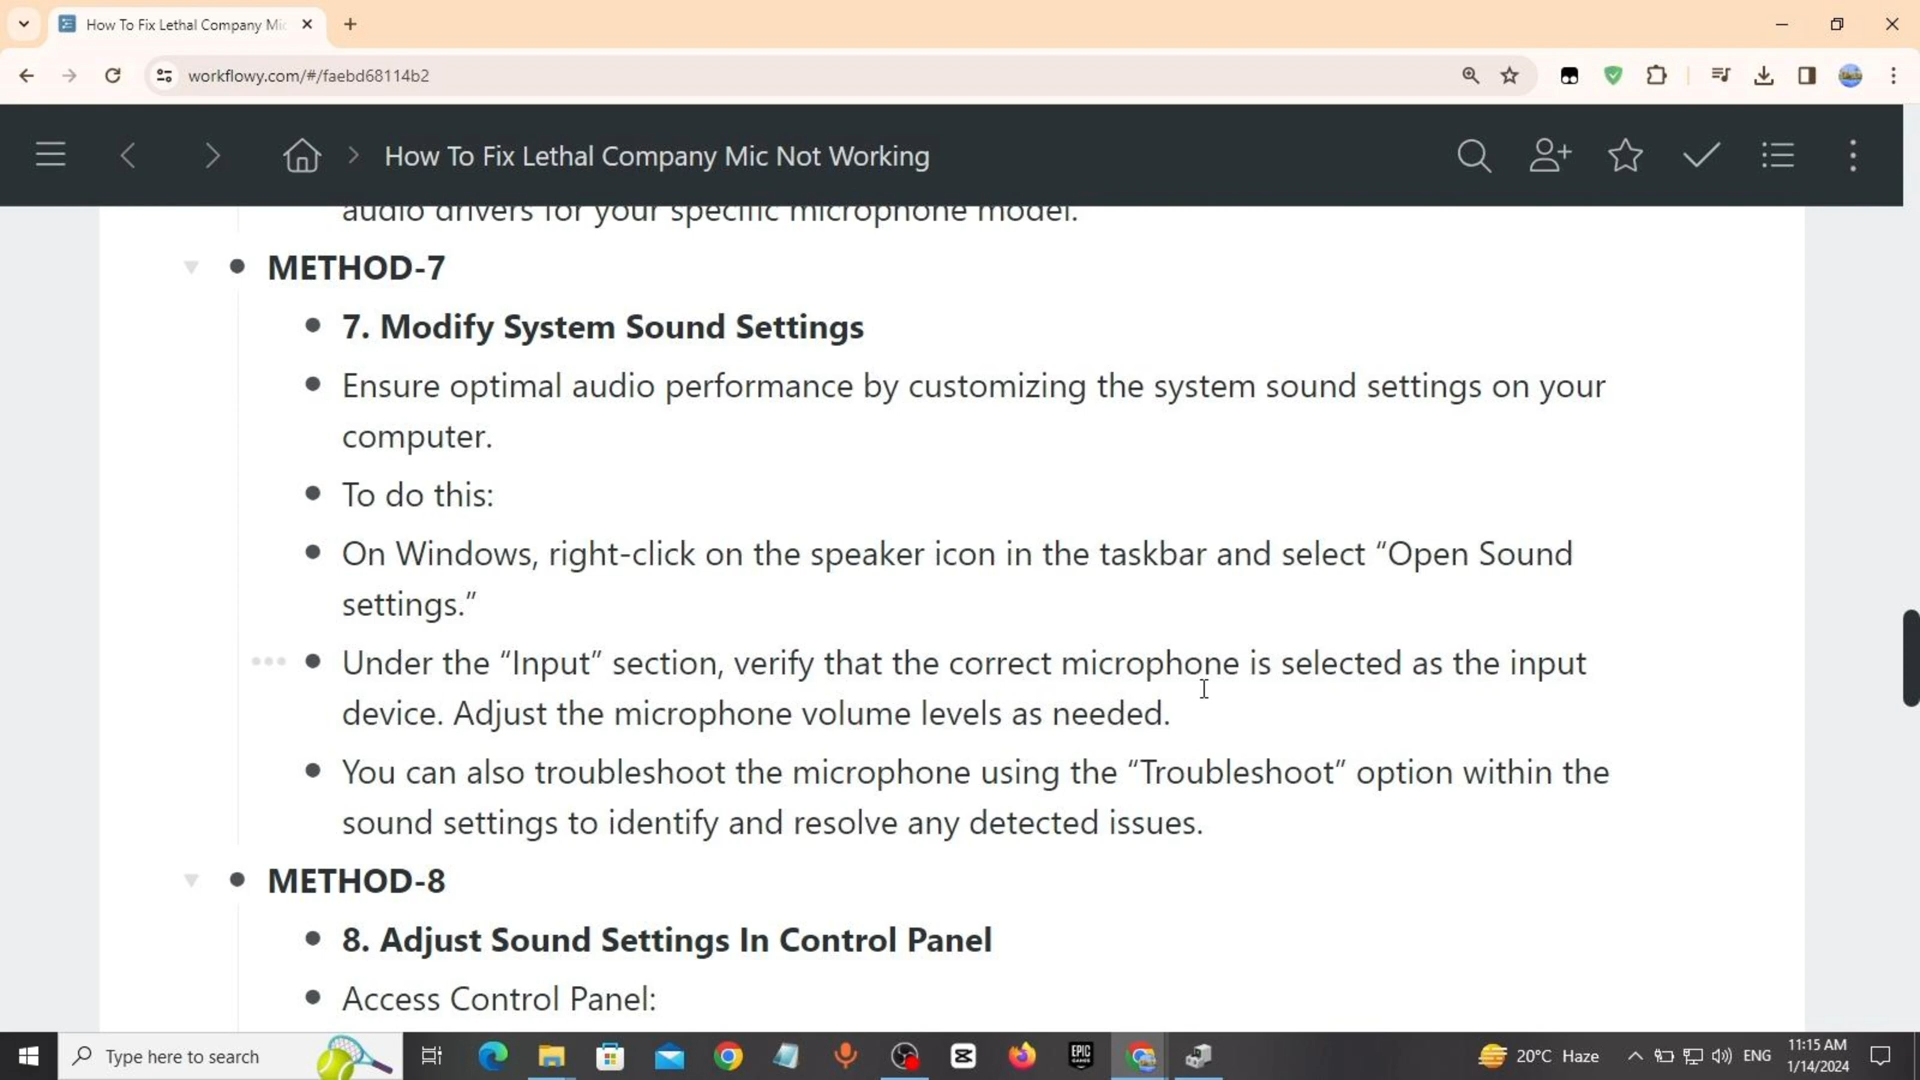 How To Fix Lethal Company Mic
workflowy.com/#/faebd68114b2
How To Fix Lethal Company Mic Not Working
audio drivers for your specific microphone model.
METHOD-7
7. Modify System Sound Settings
Ensure optimal audio performance by customizing the system sound settings on your
computer.
To do this:
On Windows, right-click on the speaker icon in the taskbar and select “Open Sound
settings.”
Under the “Input” section, verify that the correct microphone is selected as the input
device. Adjust the microphone volume levels as needed.
You can also troubleshoot the microphone using the “Troubleshoot” option within the
sound settings to identify and resolve any detected issues.
METHOD-8
8. Adjust Sound Settings In Control Panel
Access Control Panel:
Type here to search
EPIC
GAMES
20°C Haze
ENG
11:15 AM
1/14/2024